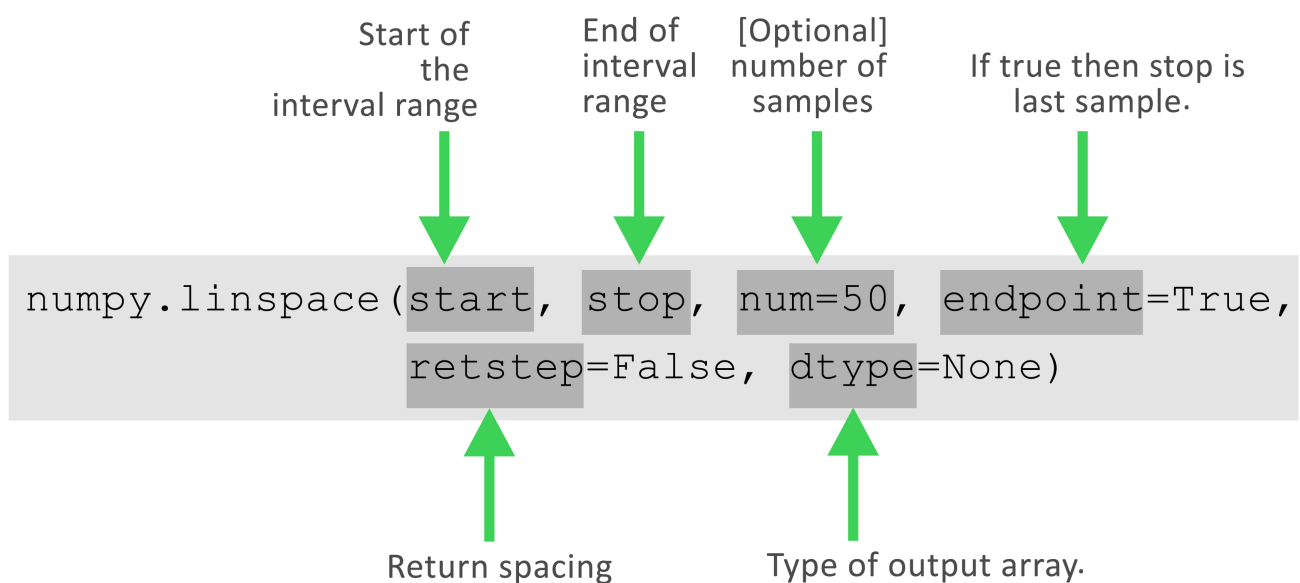 Start of
the
interval range
End of
interval
range
[Optional]
number of
samples
If true then stop is
last sample.
numpy.linspace(start, stop, num=50, endpoint=True,
retstep=False, dtype=None)
Return spacing
Type of output array.